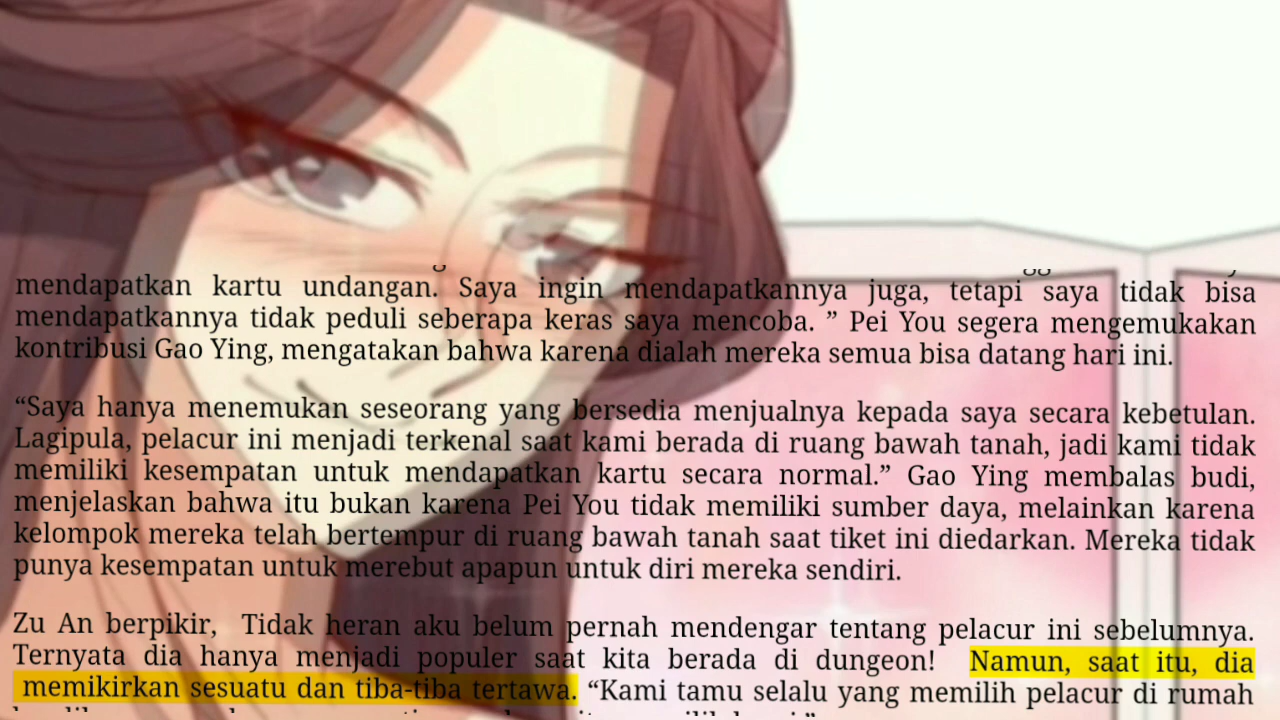 mendapatkan kartu undangan. Saya ingin mendapatkannya juga, tetapi saya tidak bisa
mendapatkannya tidak peduli seberapa keras saya mencoba. ” Pei You segera mengemukakan
kontribusi Gao Ying, mengatakan bahwa karena dialah mereka semua bisa datang hari ini.
“Saya hanya menemukan seseorang yang bersedia menjualnya kepada saya secara kebetulan.
Lagipula, pelacur ini menjadi terkenal saat kami berada di ruang bawah tanah, jadi kami tidak
memiliki kesempatan untuk mendapatkan kartu secara normal.” Gao Ying membalas budi,
menjelaskan bahwa itu bukan karena Pei You tidak memiliki sumber daya, melainkan karena
kelompok mereka telah bertempur di ruang bawah tanah saat tiket ini diedarkan. Mereka tidak
punya kesempatan untuk merebut apapun untuk diri mereka sendiri.
Zu An berpikir, Tidak heran aku belum pernah mendengar tentang pelacur ini sebelumnya.
Ternyata dia hanya menjadi populer saat kita berada di dungeon! Namun, saat itu, dia
memikirkan sesuatu dan tiba-tiba tertawa. “Kami tamu selalu yang memilih pelacur di rumah